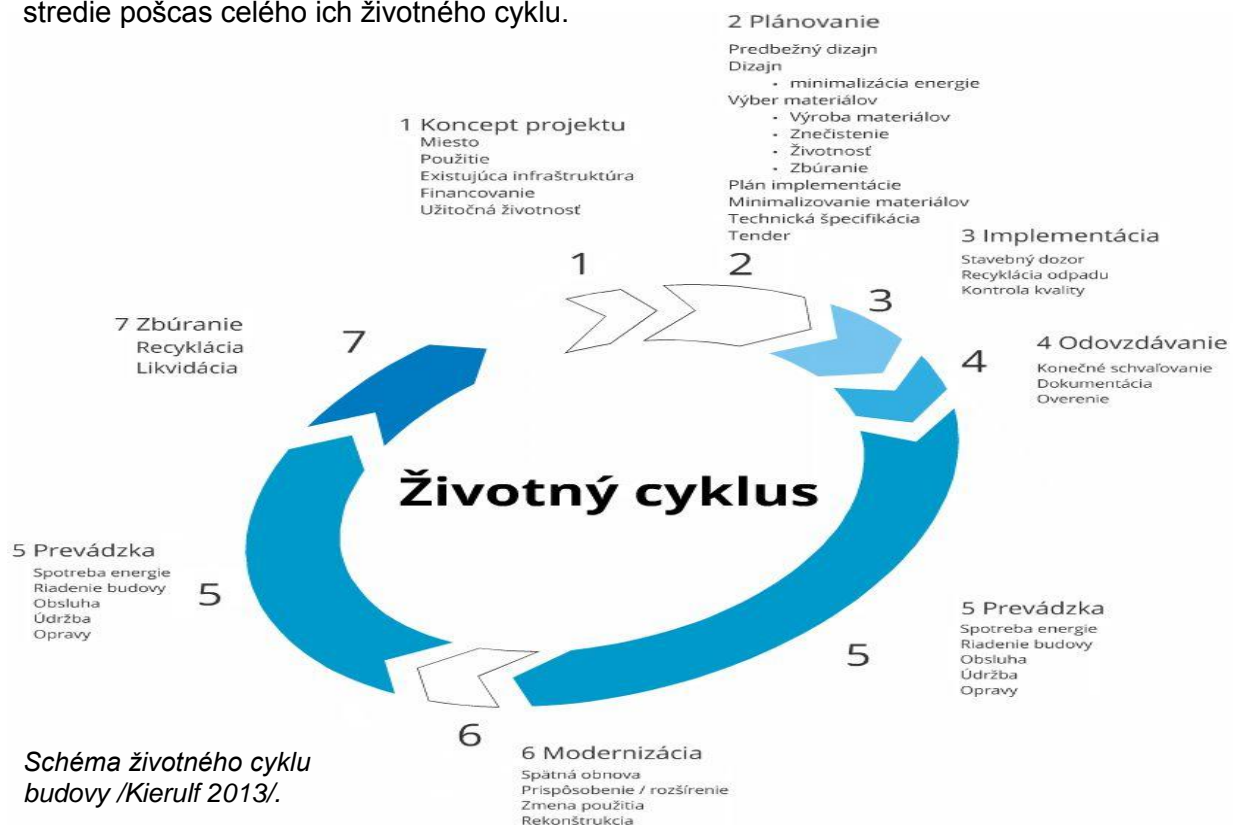 stredie pošcas celého ich životného cyklu.
2 Plánovanie
Predbežný dizajn
Dizajn
- minimalizácia energie
Výber materiálov
- Výroba materiálov
- Znečistenie
- Životnosť
- Zbúranie
Plán implementácie
Minimalizovanie materiálov
Technická špecifikácia
Tender
1 Koncept projektu
Miesto
Použitie
Existujúca infraštruktúra
Financovanie
Užitočná životnosť
3 Implementácia
Stavebný dozor
Recyklácia odpadu
Kontrola kvality
1
2
3
4
4 Odovzdávanie
Konečné schvaľovanie
Dokumentácia
Overenie
7 Zbúranie
Recyklácia
Likvidácia
7
Životný cyklus
5 Prevádzka
Spotreba energie
Riadenie budovy
Obsluha
Údržba
Opravy
5
5 Prevádzka
Spotreba energie
Riadenie budovy
Obsluha
Údržba
Opravy
5
6
6 Modernizácia
Spätná obnova
Prispôsobenie / rozšírenie
Zmena použitia
Rekonštrukcia
Schéma životného cyklu
budovy /Kierulf 2013/.